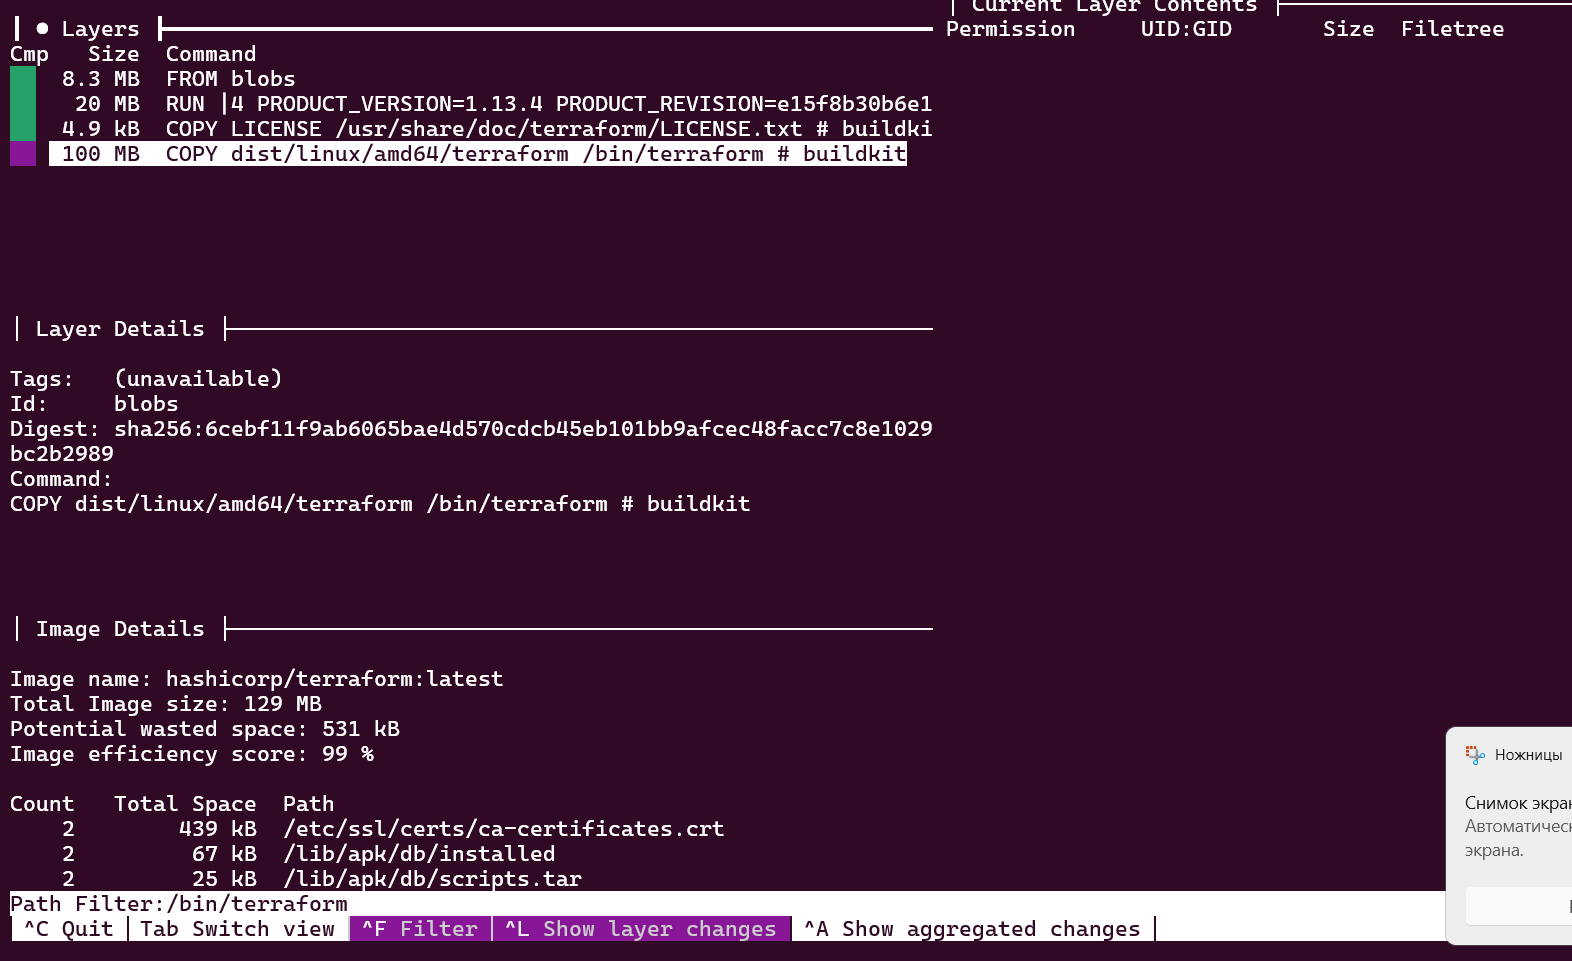 Current Layer Contents
● Layers
Permission UID:GID Size Filetree
Cmp Size Command
8.3 MB FROM blobs
20 MB RUN |4 PRODUCT_VERSION=1.13.4 PRODUCT_REVISION=e15f8b30b6e1
4.9 kB COPY LICENSE /usr/share/doc/terraform/LICENSE.txt # buildki
100 MB COPY dist/linux/amd64/terraform /bin/terraform # buildkit
Layer Details
Tags: (unavailable)
Id: blobs
Digest: sha256:6cebf11f9ab6065bae4d570cdcb45eb101bb9afcec48facc7c8e1029
bc2b2989
Command:
COPY dist/linux/amd64/terraform /bin/terraform # buildkit
Image Details
Image name: hashicorp/terraform:latest
Total Image size: 129 MB
Potential wasted space: 531 kB
Image efficiency score: 99 %
Count Total Space Path
2 439 kB /etc/ssl/certs/ca-certificates.crt
2 67 kB /lib/apk/db/installed
2 25 kB /lib/apk/db/scripts.tar
Path Filter:/bin/terraform
^C Quit Tab Switch view ^F Filter ^L Show layer changes ^A Show aggregated changes
Ножницы
Снимок экран
Автоматическ
экрана.